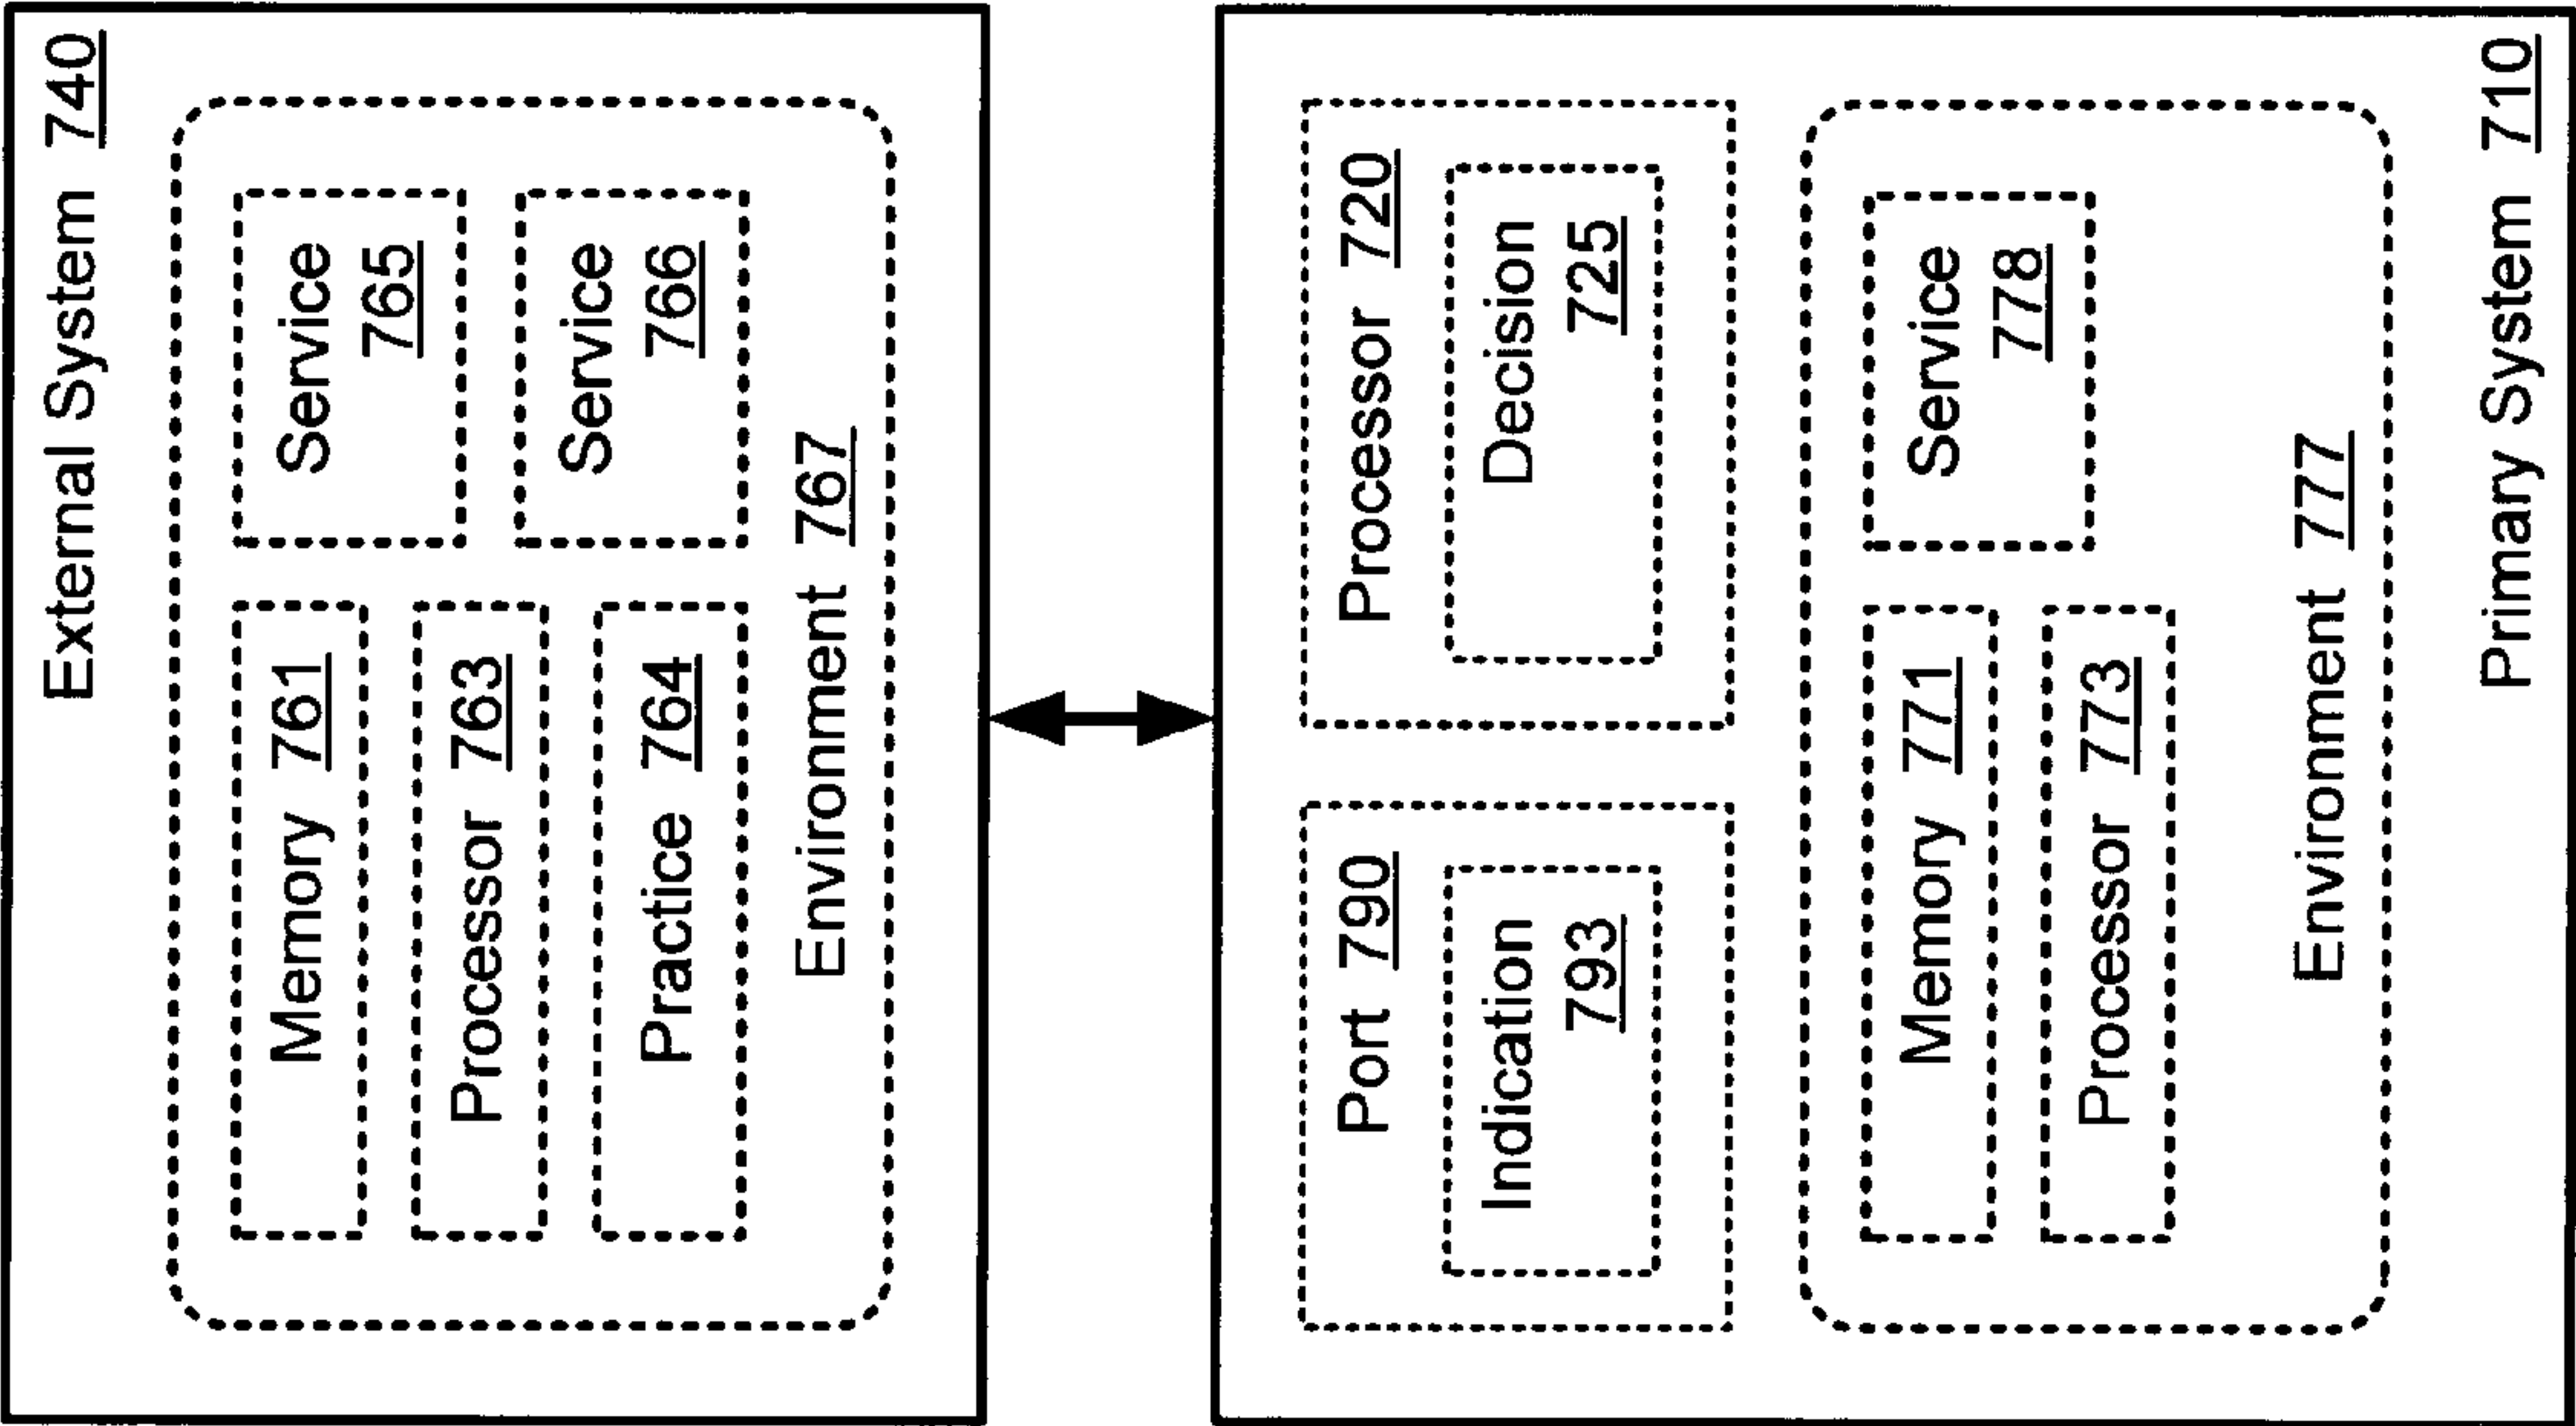 External System 740
Memory 761
Processor 763
Practice 764
Service
765
Service
766
Environment 767
Port 790
Indication
793
Processor 720
Decision
725
Memory 771
Processor 773
Service
778
Environment 777
Primary System 710